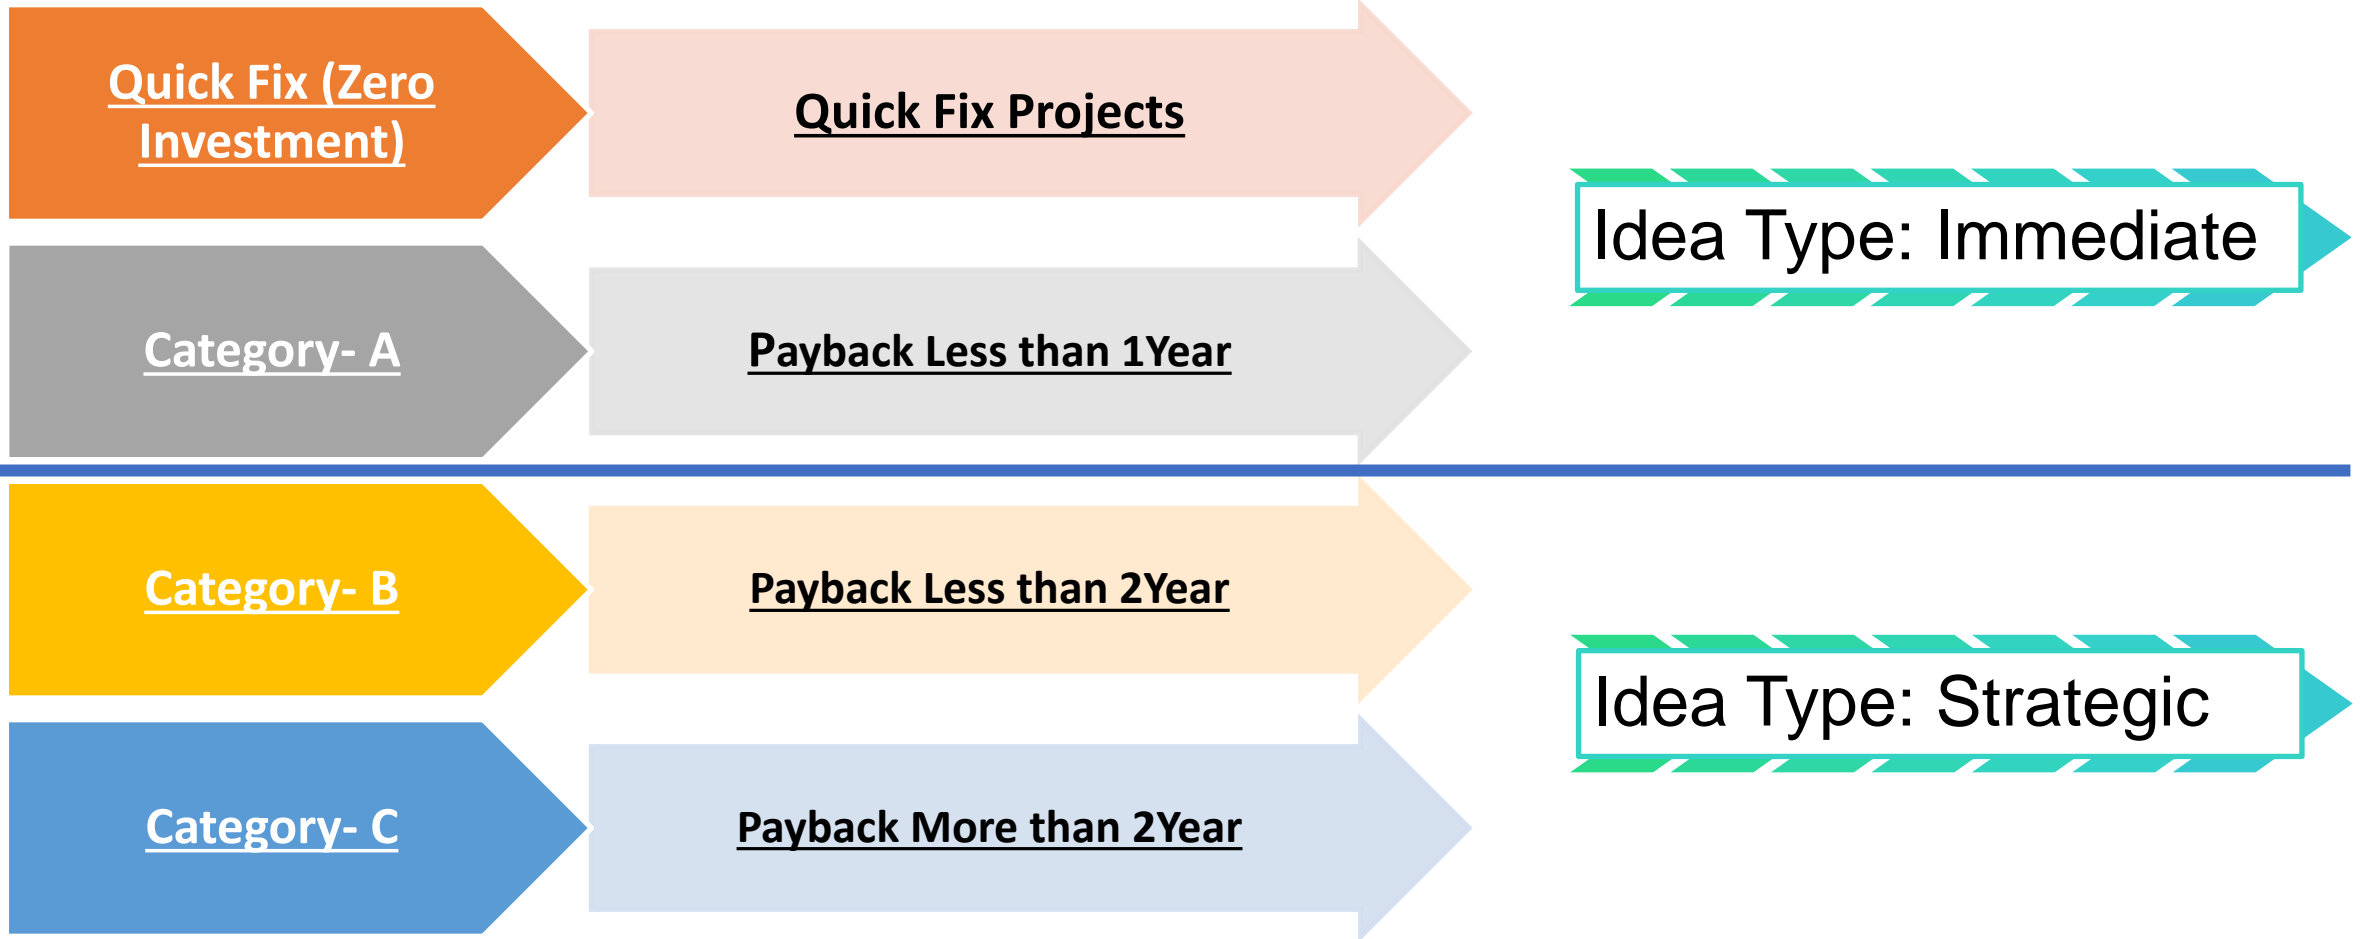 Quick Fix (Zero
Investment)
Quick Fix Projects
Idea Type: Immediate
Category- A
Payback Less than 1Year
Category- B
Payback Less than 2Year
Idea Type: Strategic
Category- C
Payback More than 2Year